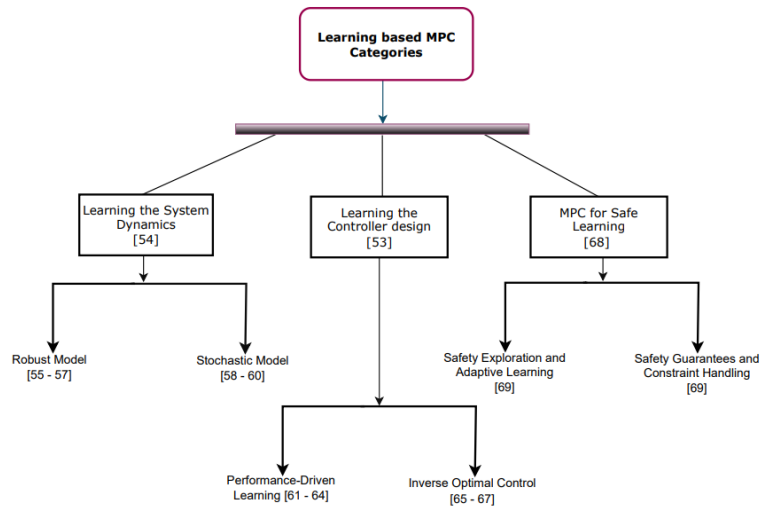 Learning based MPC
Categories
Learning the System
Dynamics
[54]
Learning the
Controller design
[53]
MPC for Safe
Learning
[68]
Robust Model
[55 - 57]
Stochastic Model
[58 - 60]
Safety Exploration and
Adaptive Learning
[69]
Safety Guarantees and
Constraint Handling
[69]
Performance-Driven
Learning [61 - 64]
Inverse Optimal Control
[65 - 67]